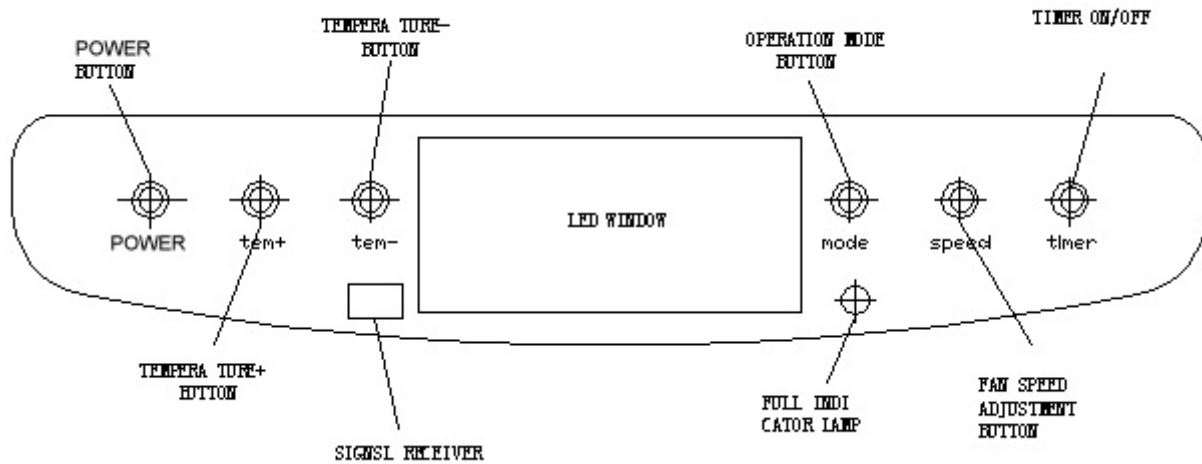 TEMPERA TURE-
BUTTON
TIMER ON/OFF
POWER
BUTTON
OPERATION MODE
BUTTON
LED WINDOW
POWER
tem+
tem-
mode
speed
timer
TEMPERA TURE+
BUTTON
SIGNSL RECEIVER
FULL INDI
CATOR LAMP
FAN SPEED
ADJUSTMENT
BUTTON